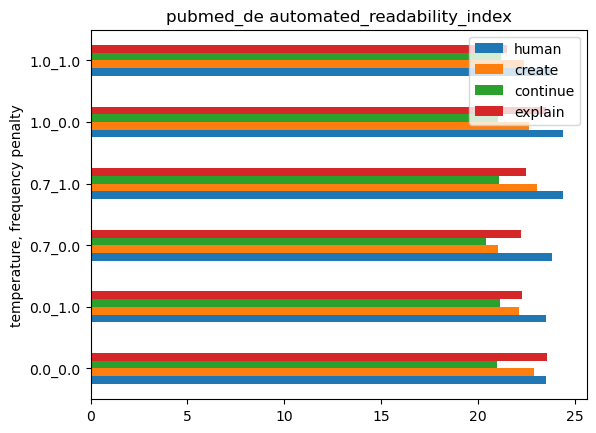 pubmed_de automated_readability_index
temperature, frequency penalty
1.0_1.0
1.0_0.0
0.7_1.0
0.7_0.0
0.0_1.0
0.0_0.0
human
create
continue
explain
0 5 10 15 20 25